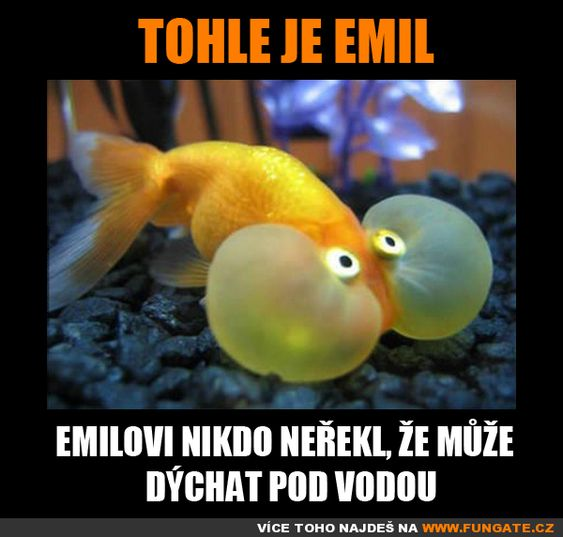 TOHLE JE EMIL
EMILOVI NIKDO NEŘEKL, ŽE MŮŽE
DÝCHAT POD VODOU
VÍCE TOHO NAJDEŠ NA WWW.FUNGATE.CZ